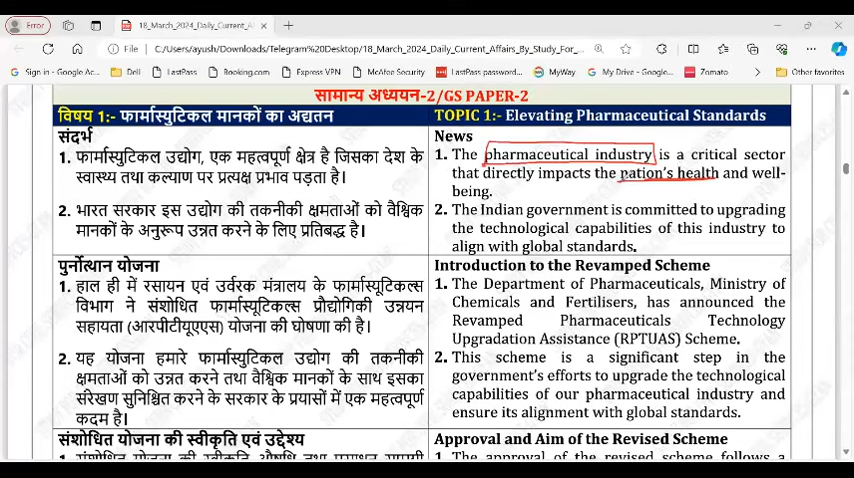 Error
18_March_2024_Daily_Current_Affa
File
C:/Users/ayush/Downloads/Telegram%20Desktop/18_March_2024_Daily_Current_Affairs_By_Study_For_...
Sign in - Google Ac...
Dell
LastPass
Booking.com
Express VPN
McAfee Security
LastPass password...
MyWay
My Drive - Google...
Zomato
Other favorites
सामान्य अध्ययन-2/GS PAPER-2
विषय 1:- फार्मास्युटिकल मानकों का अद्यतन
संदर्भ
1. फार्मास्युटिकल उद्योग, एक महत्वपूर्ण क्षेत्र है जिसका देश के
स्वास्थ्य तथा कल्याण पर प्रत्यक्ष प्रभाव पड़ता है।
2. भारत सरकार इस उद्योग की तकनीकी क्षमताओं को वैश्विक
मानकों के अनुरूप उन्नत करने के लिए प्रतिबद्ध है।
पुर्नोत्थान योजना
1. हाल ही में रसायन एवं उर्वरक मंत्रालय के फार्मास्यूटिकल्स
विभाग ने संशोधित फार्मास्यूटिकल्स प्रौद्योगिकी उन्नयन
सहायता (आरपीटीयूएएस) योजना की घोषणा की है।
2. यह योजना हमारे फार्मास्युटिकल उद्योग की तकनीकी
क्षमताओं को उन्नत करने तथा वैश्विक मानकों के साथ इसका
संरेखण सुनिश्चित करने के सरकार के प्रयासों में एक महत्वपूर्ण
कदम है।
संशोधित योजना की स्वीकृति एवं उद्देश्य
TOPIC 1:- Elevating Pharmaceutical Standards
News
1. The pharmaceutical industry is a critical sector
that directly impacts the nation's health and well-
being.
2. The Indian government is committed to upgrading
the technological capabilities of this industry to
align with global standards.
Introduction to the Revamped Scheme
1. The Department of Pharmaceuticals, Ministry of
Chemicals and Fertilisers, has announced the
Revamped Pharmaceuticals Technology
Upgradation Assistance (RPTUAS) Scheme.
2. This scheme is a significant step in the
government's efforts to upgrade the technological
capabilities of our pharmaceutical industry and
ensure its alignment with global standards.
Approval and Aim of the Revised Scheme
1. The approval of the revised scheme follows a